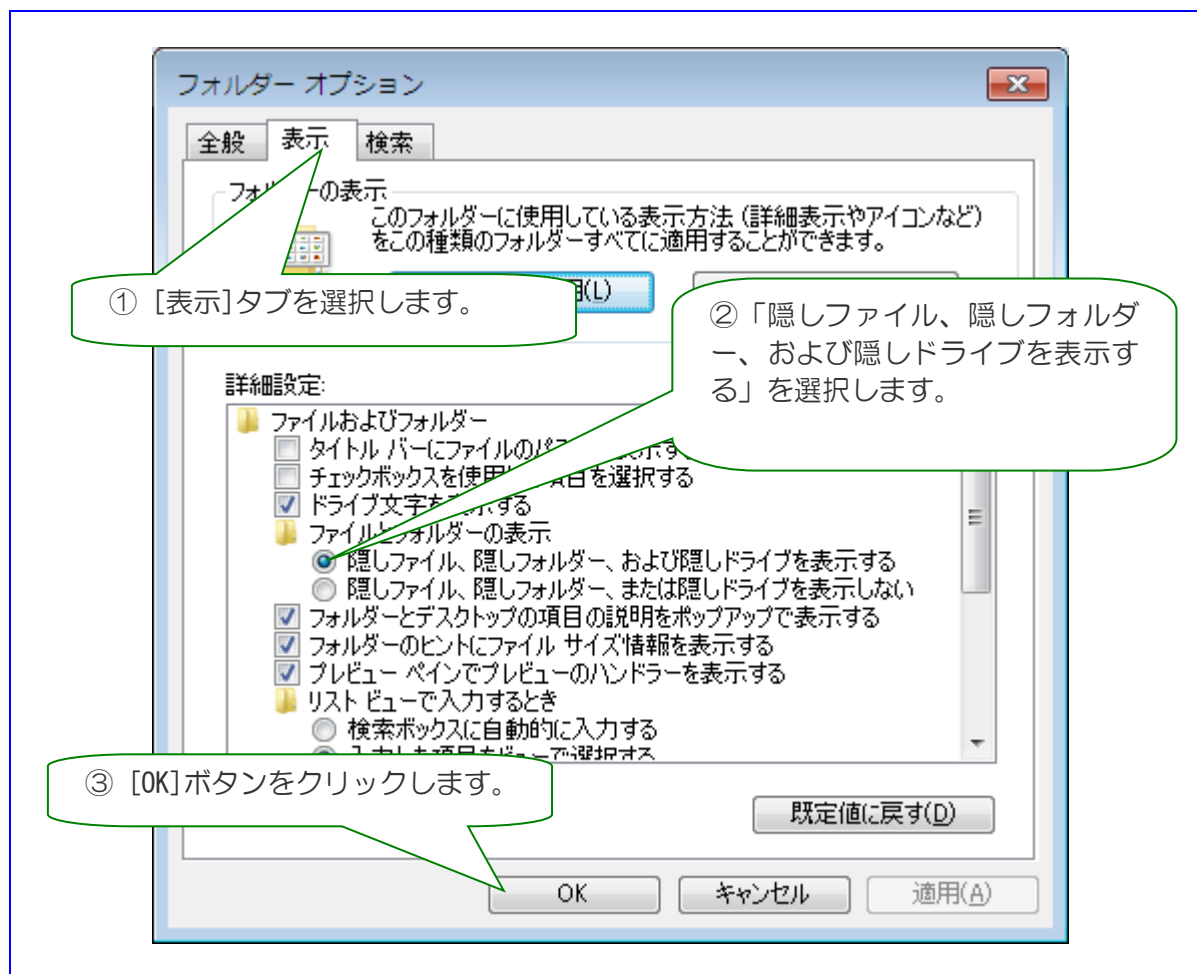 フォルダー オプション
全般 表示 検索
フォルダーの表示
このフォルダーに使用している表示方法 (詳細表示やアイコンなど)
をこの種類のフォルダーすべてに適用することができます。
① [表示]タブを選択します。
用(L)
②「隠しファイル、隠しフォルダ
ー、および隠しドライブを表示す
る」を選択します。
詳細設定:
ファイルおよびフォルダー
タイトル バーにファイルのパス
チェックボックスを使用 項目を選択する
ドライブ文字を表示する
ファイルとフォルダーの表示
隠しファイル、隠しフォルダー、および隠しドライブを表示する
隠しファイル、隠しフォルダー、または隠しドライブを表示しない
フォルダーとデスクトップの項目の説明をポップアップで表示する
フォルダーのヒントにファイル サイズ情報を表示する
プレビュー ペインでプレビューのハンドラーを表示する
リスト ビューで入力するとき
検索ボックスに自動的に入力する
入力した項目をビューで選択する
③ [OK]ボタンをクリックします。
既定値に戻す(D)
OK キャンセル 適用(A)